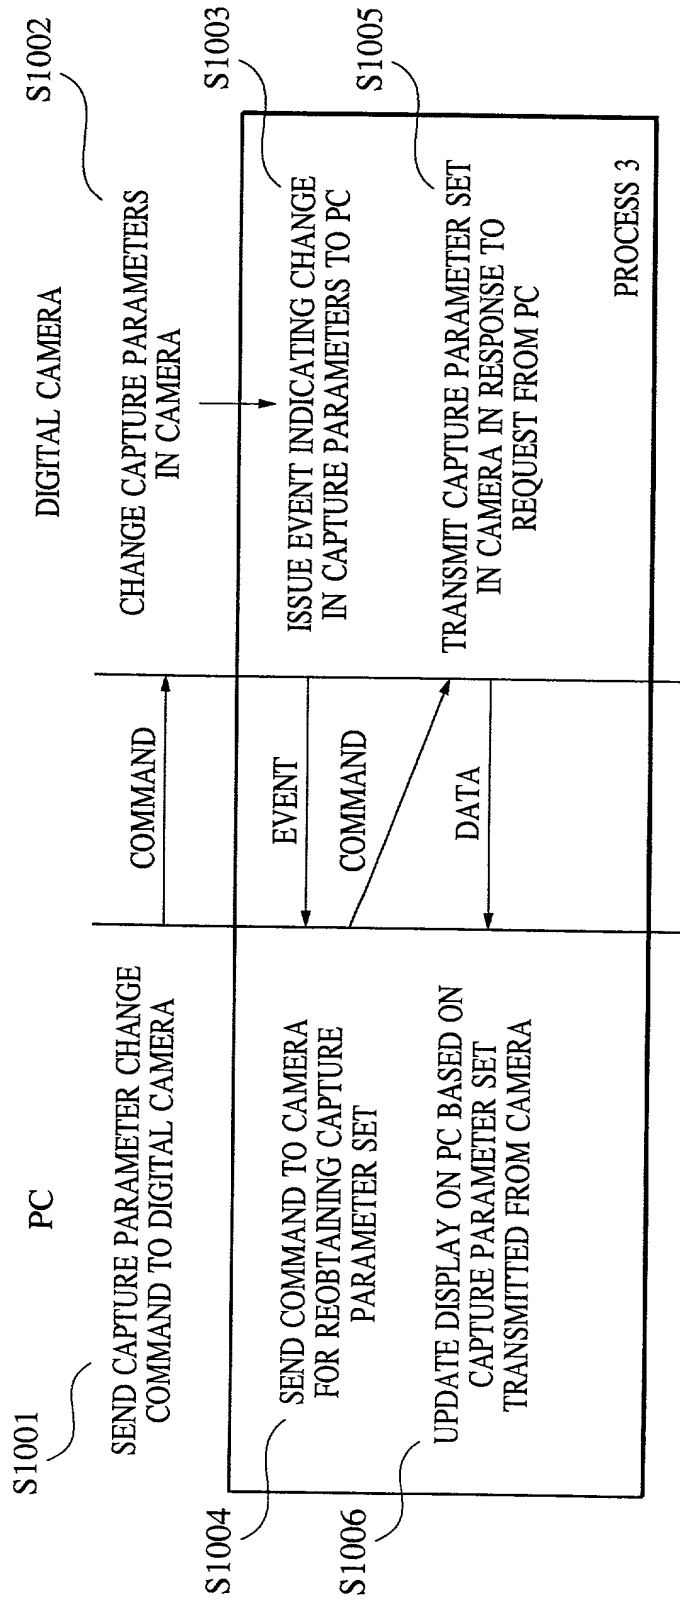 PC
DIGITAL CAMERA
S1001
SEND CAPTURE PARAMETER CHANGE
COMMAND TO DIGITAL CAMERA
COMMAND
S1002
CHANGE CAPTURE PARAMETERS
IN CAMERA
S1003
ISSUE EVENT INDICATING CHANGE
IN CAPTURE PARAMETERS TO PC
EVENT
S1004
SEND COMMAND TO CAMERA
FOR REOBTAINING CAPTURE
PARAMETER SET
COMMAND
S1005
TRANSMIT CAPTURE PARAMETER SET
IN CAMERA IN RESPONSE TO
REQUEST FROM PC
DATA
S1006
UPDATE DISPLAY ON PC BASED ON
CAPTURE PARAMETER SET
TRANSMITTED FROM CAMERA
PROCESS 3